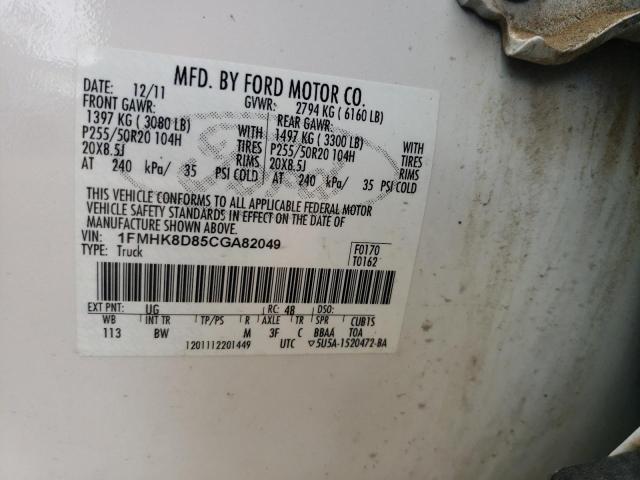 MFD. BY FORD MOTOR CO.
DATE: 12/11 GVWR: 2794 KG ( 6160 LB)
FRONT GAWR: REAR GAWR:
1397 KG ( 3080 LB) WITH 1497 KG ( 3300 LB) WITH
P255/50R20 104H TIRES P255/50R20 104H TIRES
20X8.5J RIMS 20X8.5J RIMS
AT 240 kPa/ 35 PSI COLD AT 240 kPa/ 35 PSI COLD
Ford
THIS VEHICLE CONFORMS TO ALL APPLICABLE FEDERAL MOTOR
VEHICLE SAFETY STANDARDS IN EFFECT ON THE DATE OF
MANUFACTURE SHOWN ABOVE.
VIN: 1FMHK8D85CGA82049 F0170
TYPE: Truck T0162
EXT PNT: UG RC: 48 DSO:
WB INT TR TP/PS R AXLE TR SPR CUBTS
113 BW M 3F C BBAA TOA
1201112201449 UTC ▽5U5A-1520472-BA